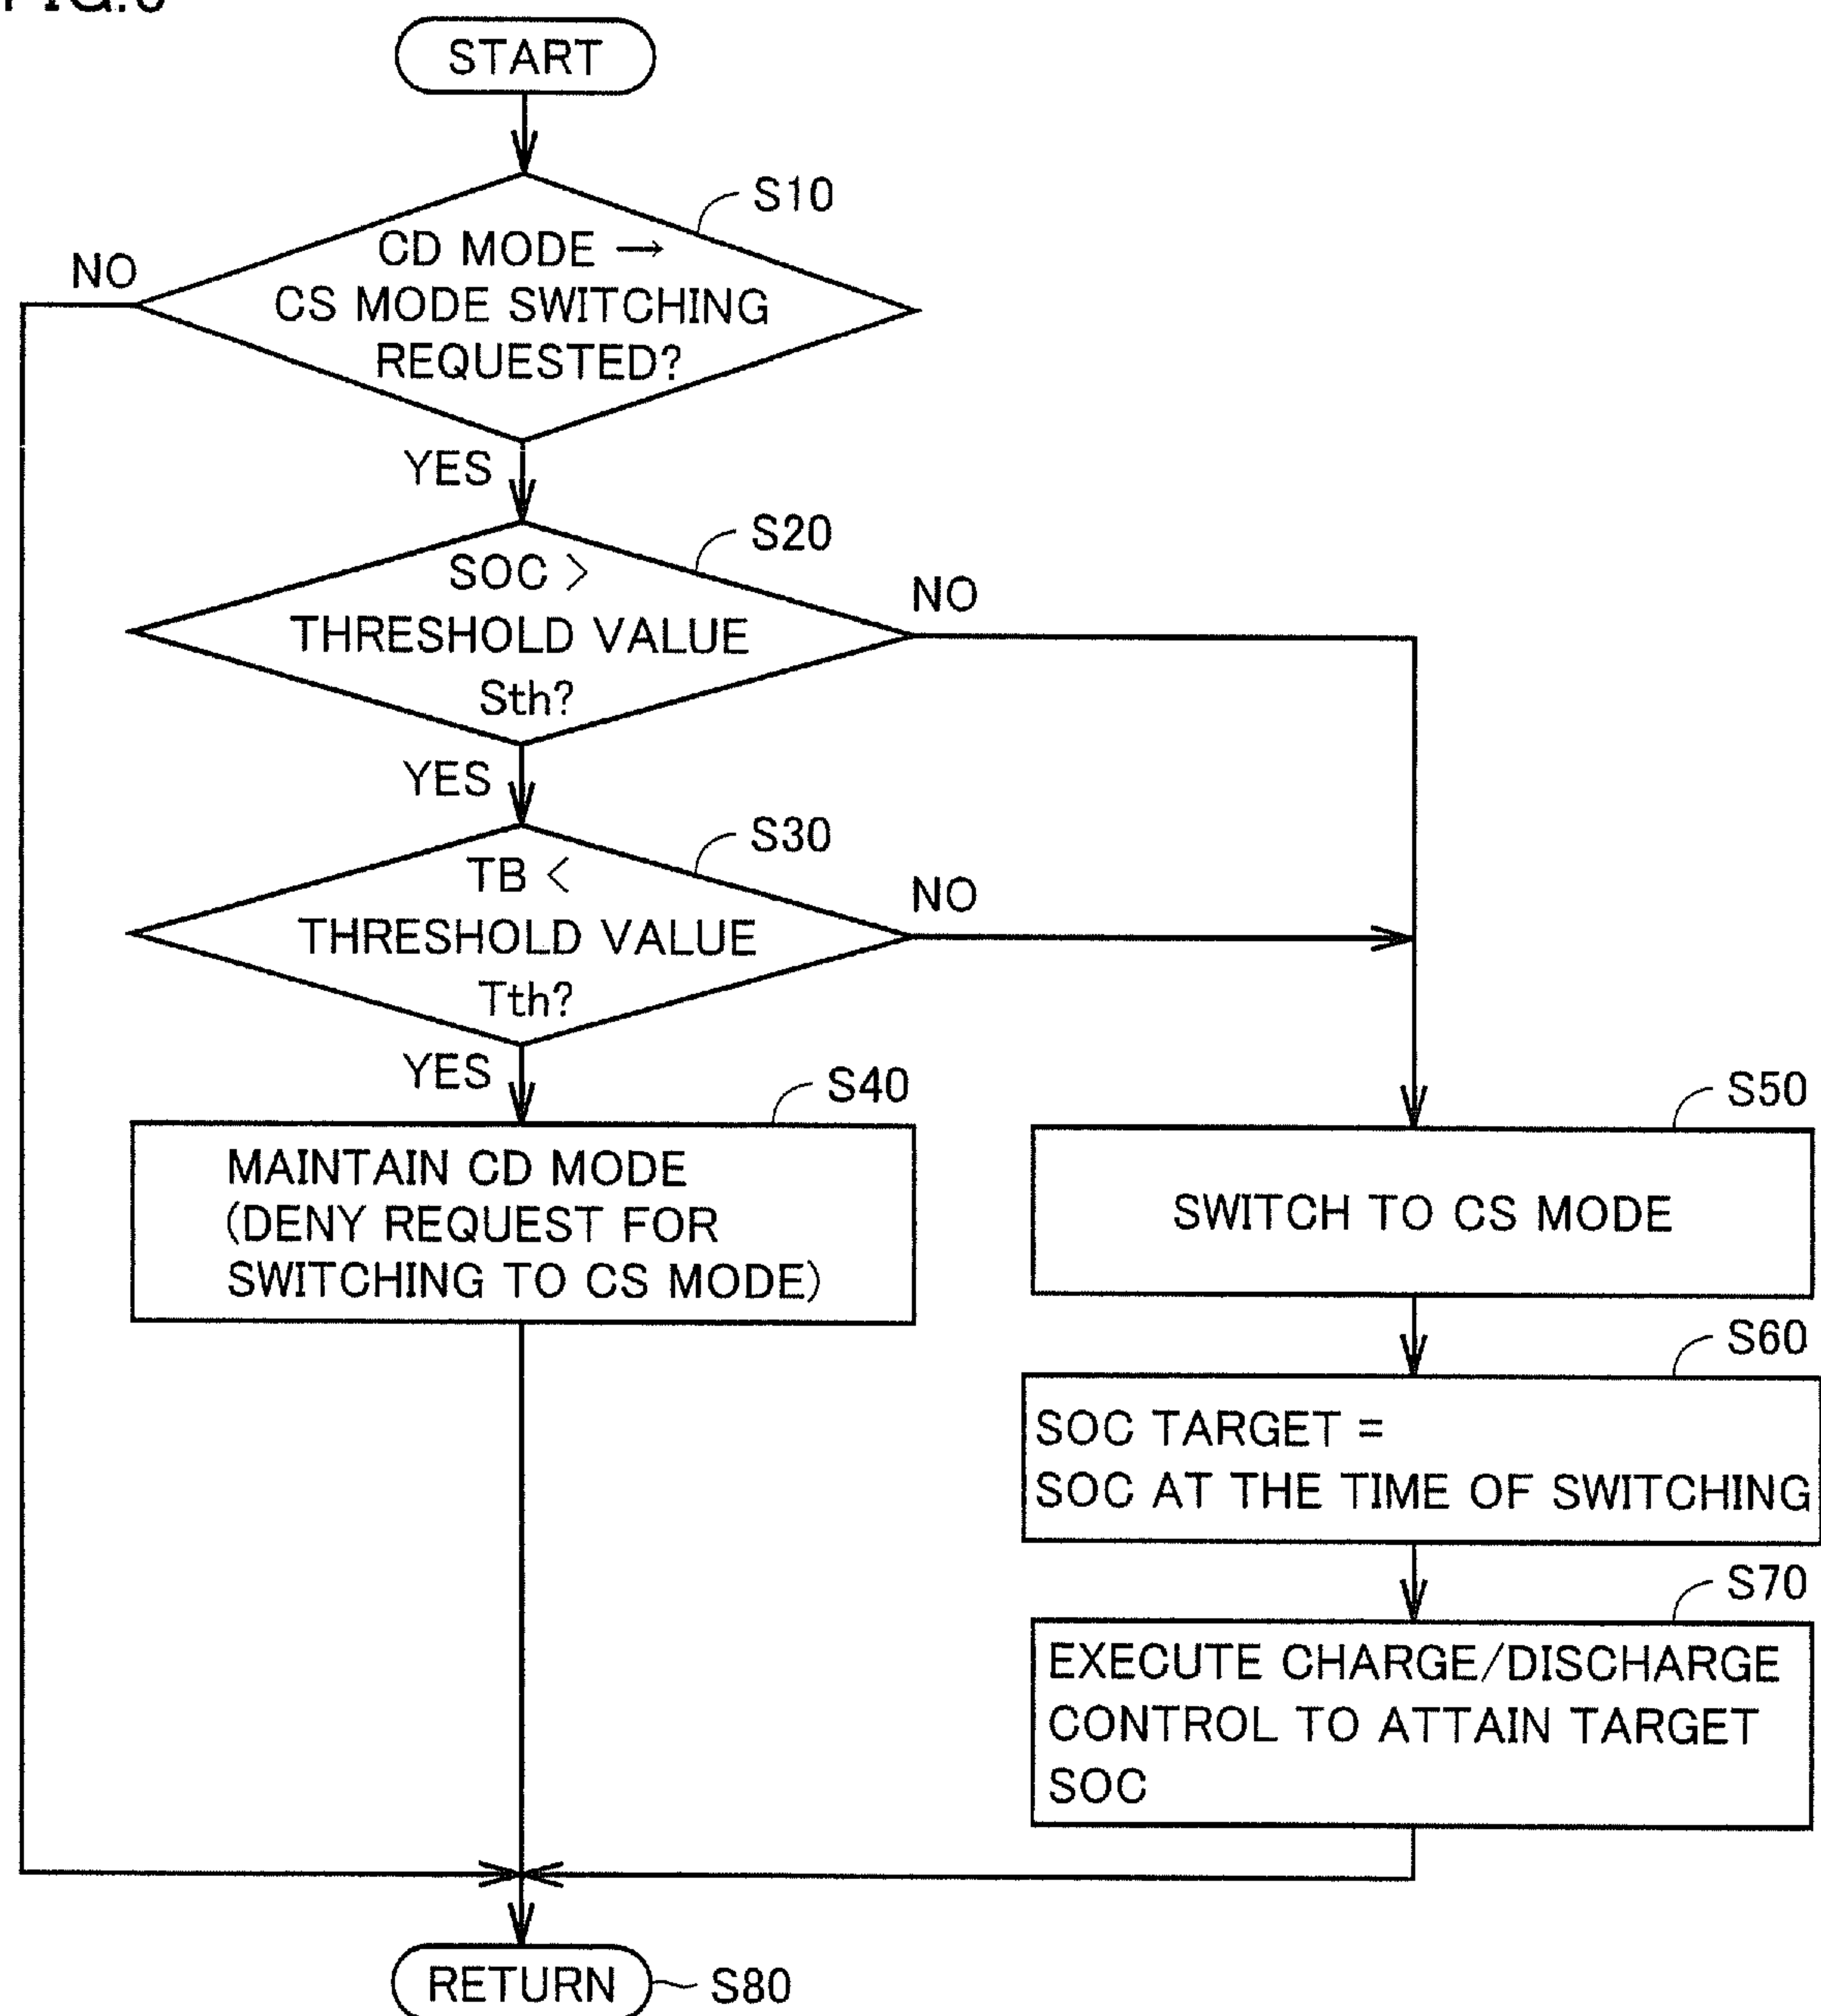 START
S10
CD MODE →
CS MODE SWITCHING
REQUESTED?
NO
YES
S20
SOC >
THRESHOLD VALUE
Sth?
NO
YES
S30
TB <
THRESHOLD VALUE
Tth?
NO
YES
S40
MAINTAIN CD MODE
(DENY REQUEST FOR
SWITCHING TO CS MODE)
S50
SWITCH TO CS MODE
S60
SOC TARGET =
SOC AT THE TIME OF SWITCHING
S70
EXECUTE CHARGE/DISCHARGE
CONTROL TO ATTAIN TARGET
SOC
RETURN
S80